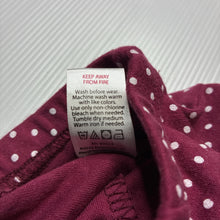 KEEP AWAY
FROM FIRE
Wash before wear.
Machine wash warm
with like colors.
Use only non-chlorine
bleach when needed.
Tumble dry medium.
Warm iron if needed.